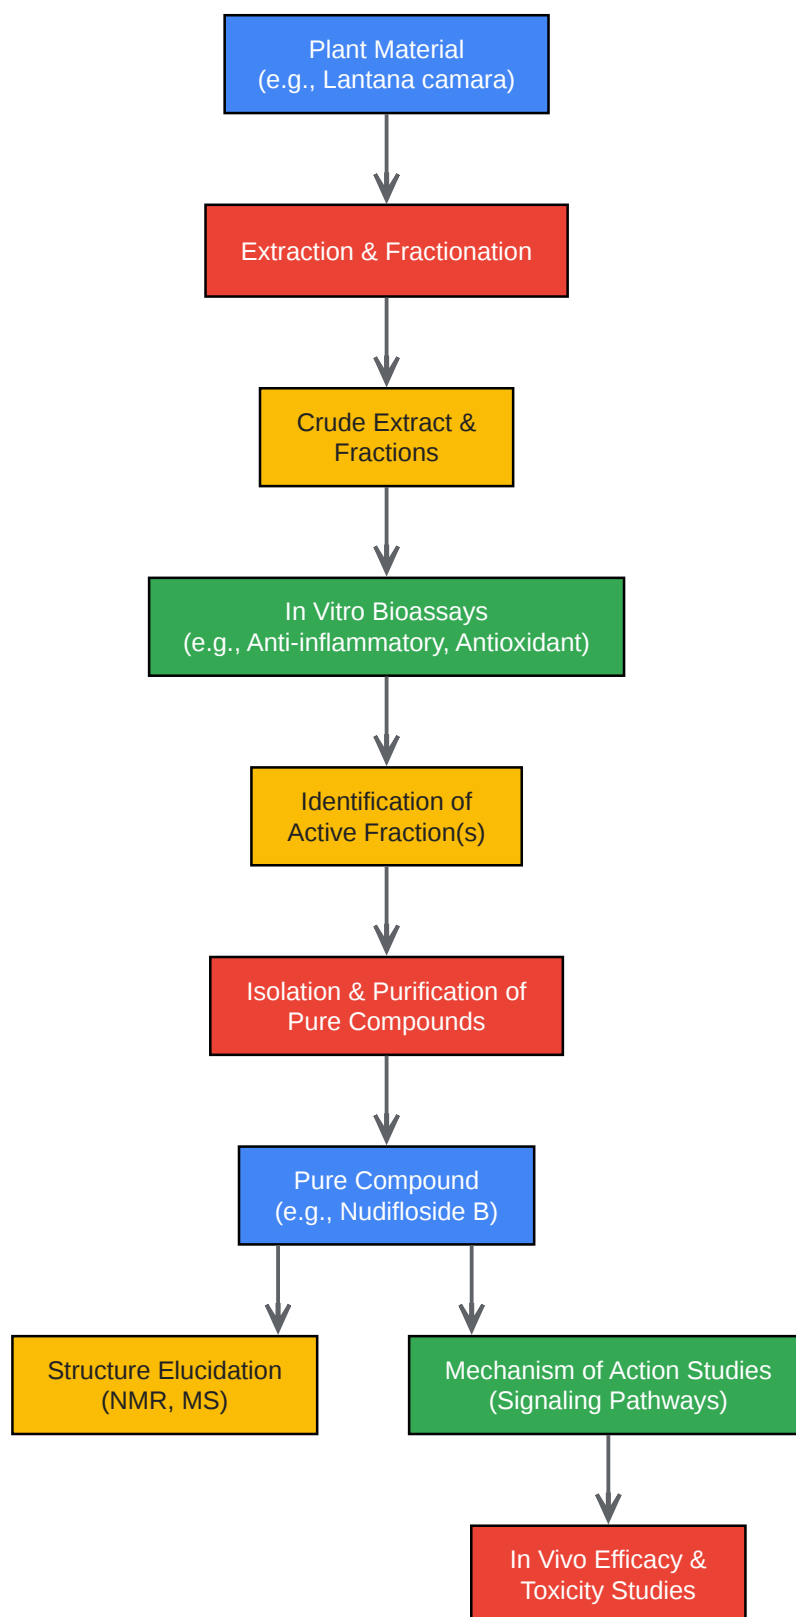 Plant Material
(e.g., Lantana camara)
Extraction & Fractionation
Crude Extract &
Fractions
In Vitro Bioassays
(e.g., Anti-inflammatory, Antioxidant)
Identification of
Active Fraction(s)
Isolation & Purification of
Pure Compounds
Pure Compound
(e.g., Nudifloside B)
Structure Elucidation
(NMR, MS)
Mechanism of Action Studies
(Signaling Pathways)
In Vivo Efficacy &
Toxicity Studies